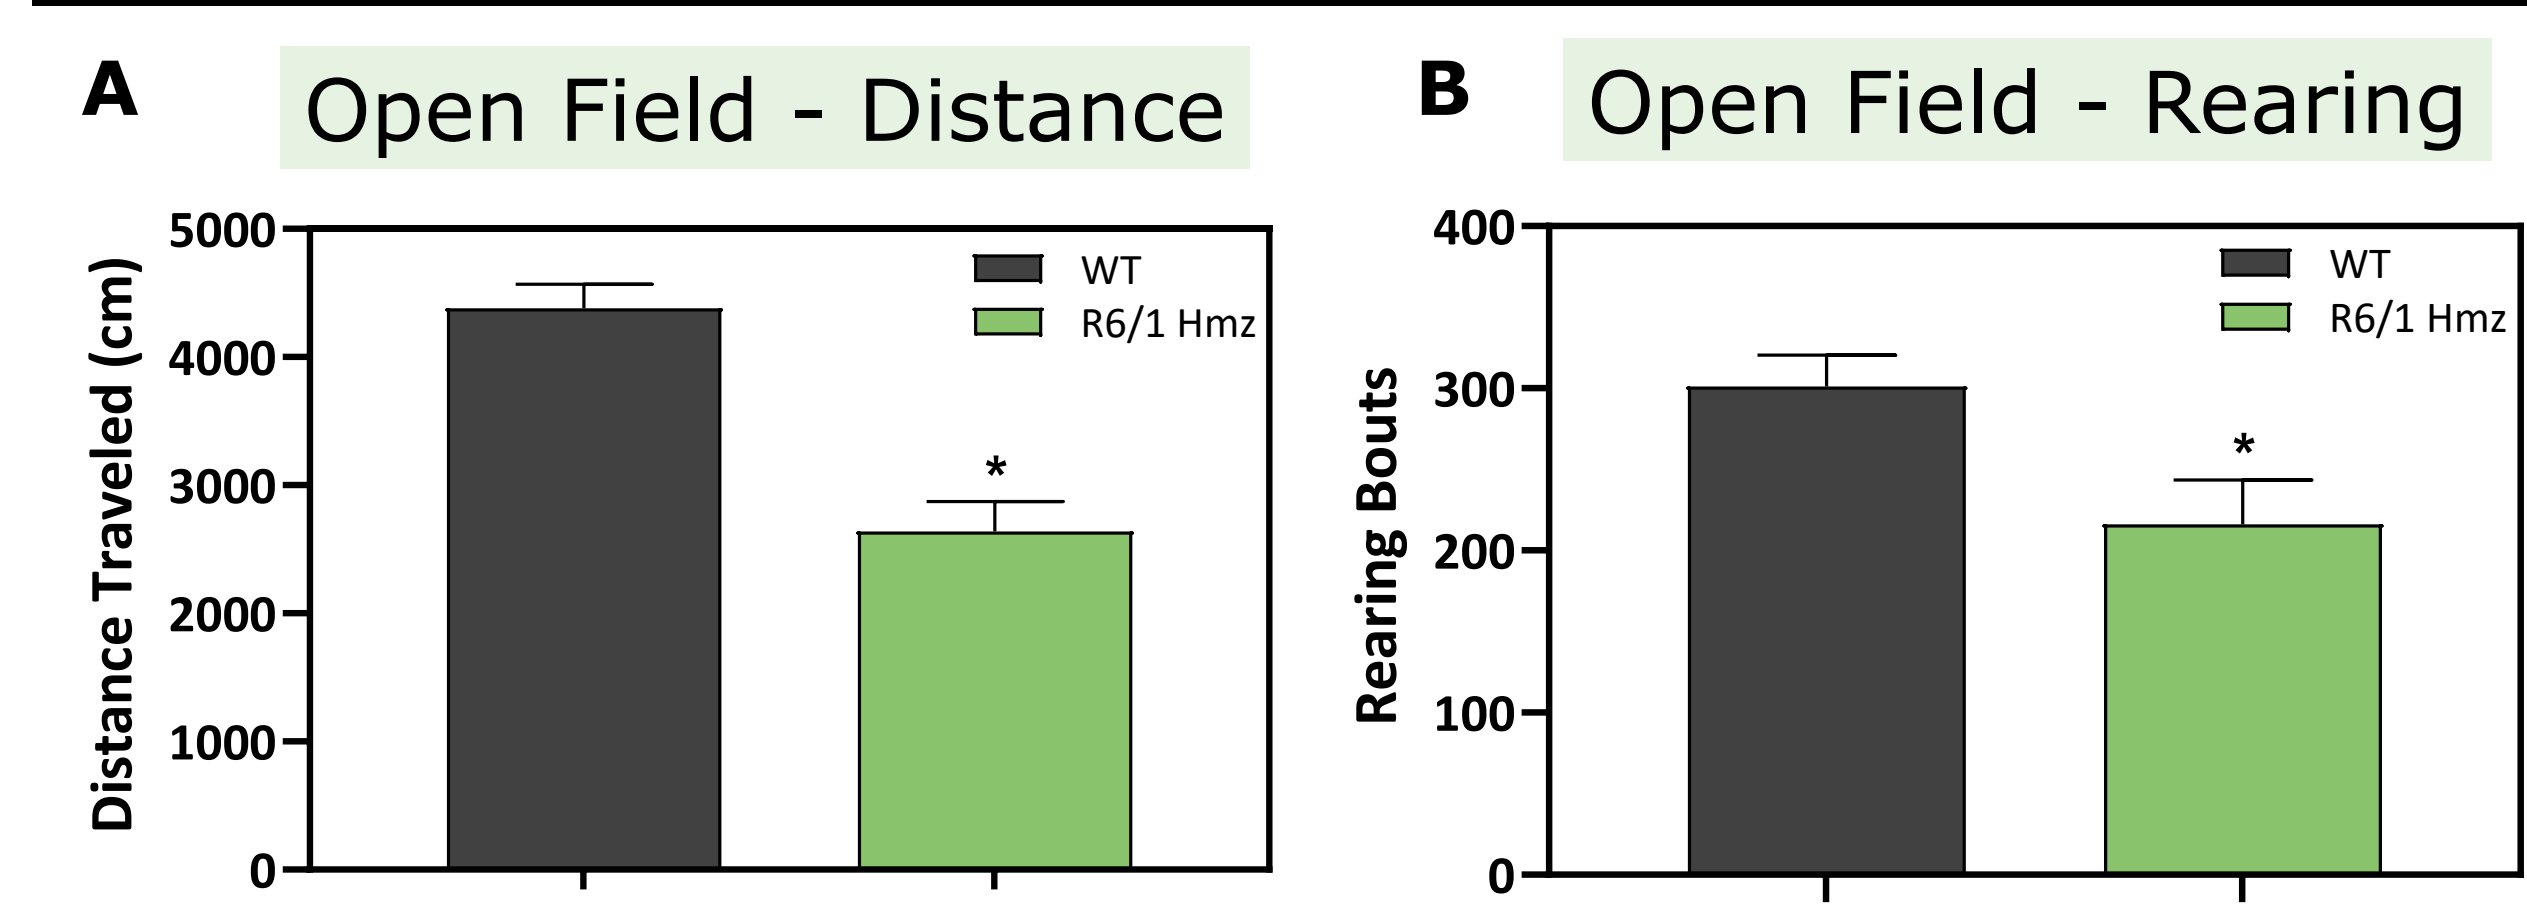 A
Open Field - Distance
Distance Traveled (cm)
5000
4000
3000
2000
1000
0
WT
R6/1 Hmz
*
B
Open Field - Rearing
Rearing Bouts
400
300
200
100
0
WT
R6/1 Hmz
*